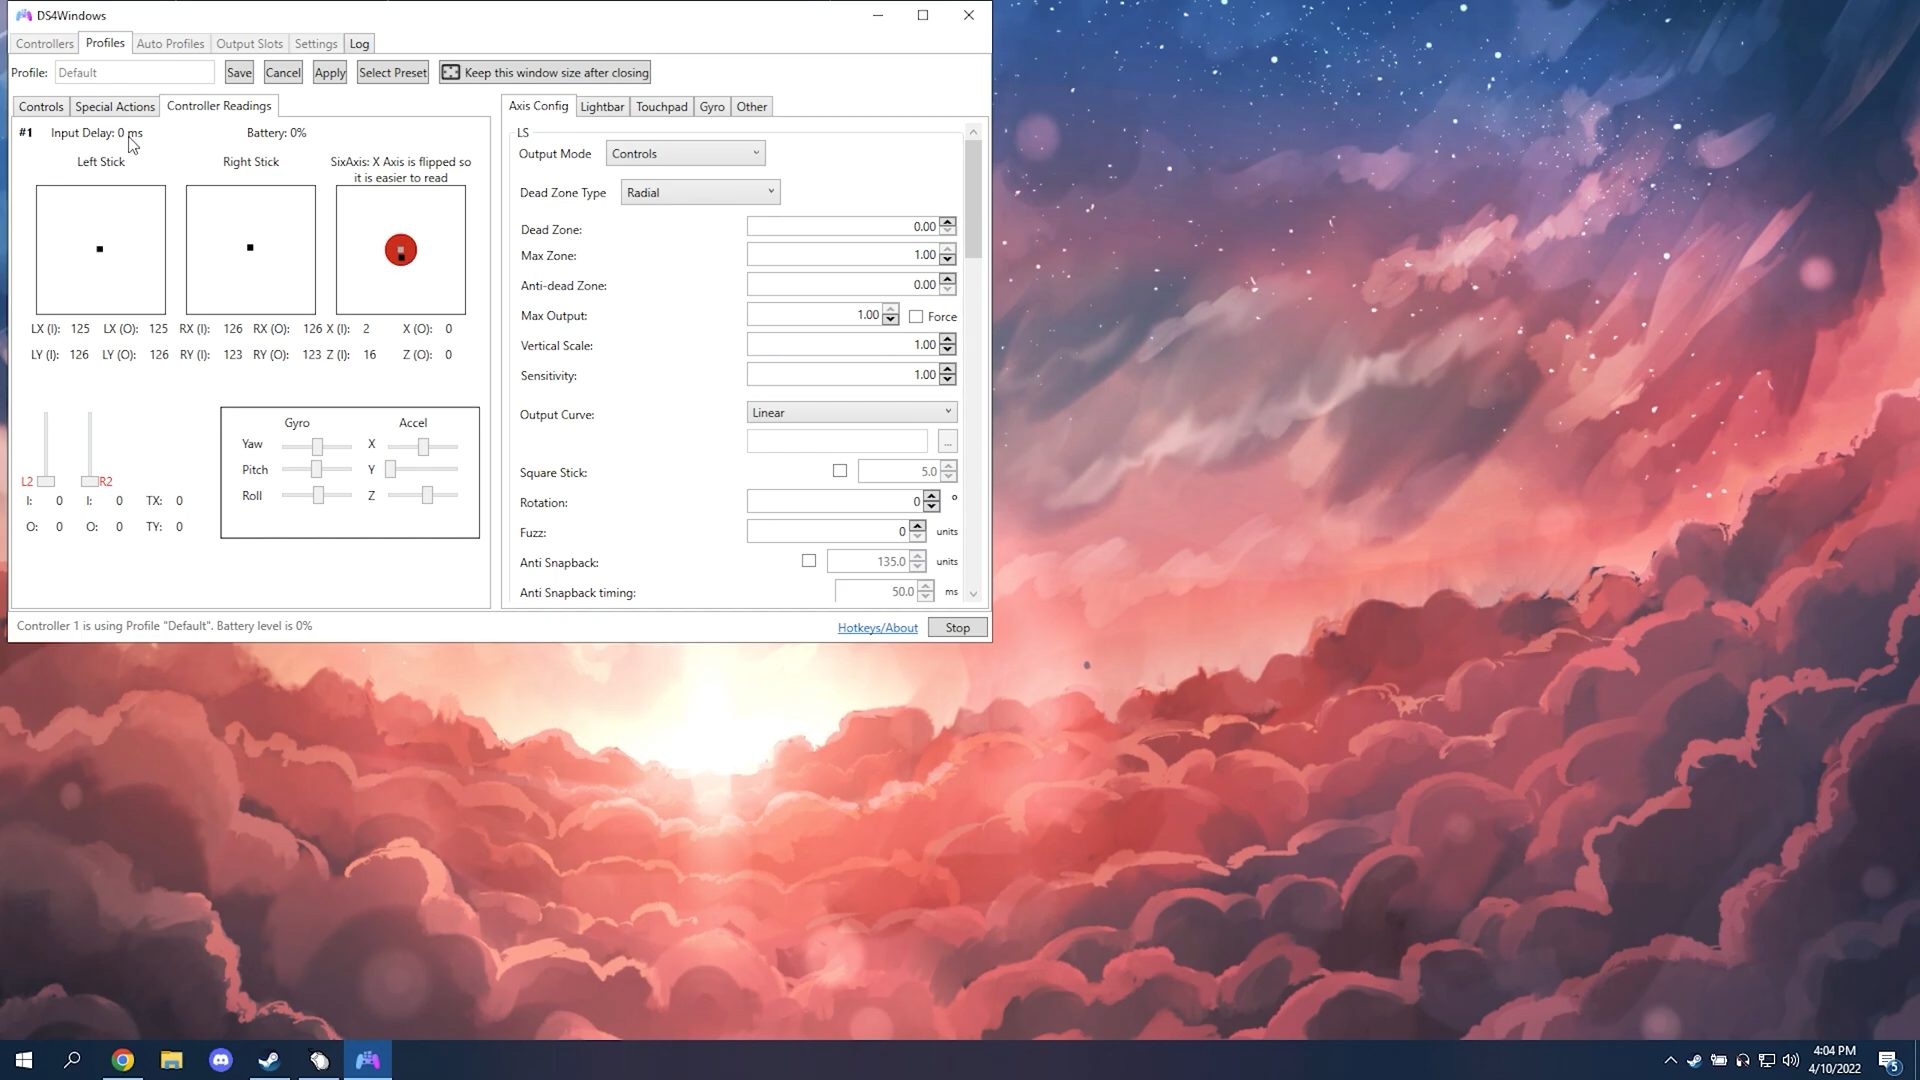 DS4Windows
Controllers Profiles Auto Profiles Output Slots Settings Log
Profile: Default Save Cancel Apply Select Preset Keep this window size after closing
Controls Special Actions Controller Readings
#1 Input Delay: 0 ms Battery: 0%
Left Stick Right Stick SixAxis: X Axis is flipped so
it is easier to read
LX (I): 125 LX (O): 125 RX (I): 126 RX (O): 126 X (I): 2 X (O): 0
LY (I): 126 LY (O): 126 RY (I): 123 RY (O): 123 Z (I): 16 Z (O): 0
Gyro Accel
Yaw X
Pitch Y
Roll Z
L2 R2
I: 0 I: 0 TX: 0
O: 0 O: 0 TY: 0
Axis Config Lightbar Touchpad Gyro Other
LS
Output Mode Controls
Dead Zone Type Radial
Dead Zone: 0.00
Max Zone: 1.00
Anti-dead Zone: 0.00
Max Output: 1.00 Force
Vertical Scale: 1.00
Sensitivity: 1.00
Output Curve: Linear
...
Square Stick: 5.0
Rotation: 0 °
Fuzz: 0 units
Anti Snapback: 135.0 units
Anti Snapback timing: 50.0 ms
Controller 1 is using Profile "Default". Battery level is 0%
Hotkeys/About Stop
4:04 PM
4/10/2022
5